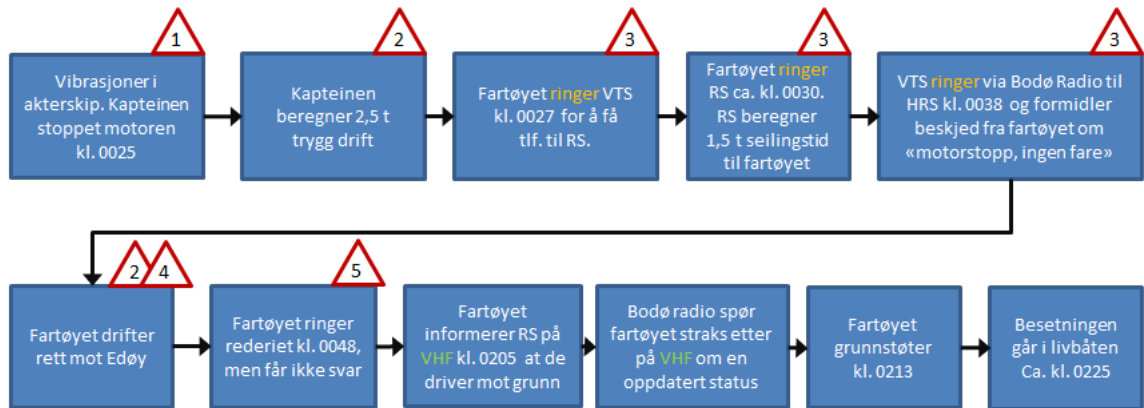 1
Vibrasjoner i
akterskip. Kapteinen
stoppet motoren
kl. 0025
2
Kapteinen
beregner 2,5 t
trygg drift
3
Fartøyet ringer VTS
kl. 0027 for å få
tlf. til RS.
3
Fartøyet ringer
RS ca. kl. 0030.
RS beregner
1,5 t seilingstid
til fartøyet
3
VTS ringer via Bodø Radio til
HRS kl. 0038 og formidler
beskjed fra fartøyet om
«motorstopp, ingen fare»
2 4
Fartøyet drifter
rett mot Edøy
5
Fartøyet ringer
rederiet kl. 0048,
men får ikke svar
Fartøyet
informerer RS på
VHF kl. 0205 at de
driver mot grunn
Bodø radio spør
fartøyet straks etter
på VHF om en
oppdatert status
Fartøyet
grunnstøter
kl. 0213
Besetningen
går i livbåten
Ca. kl. 0225